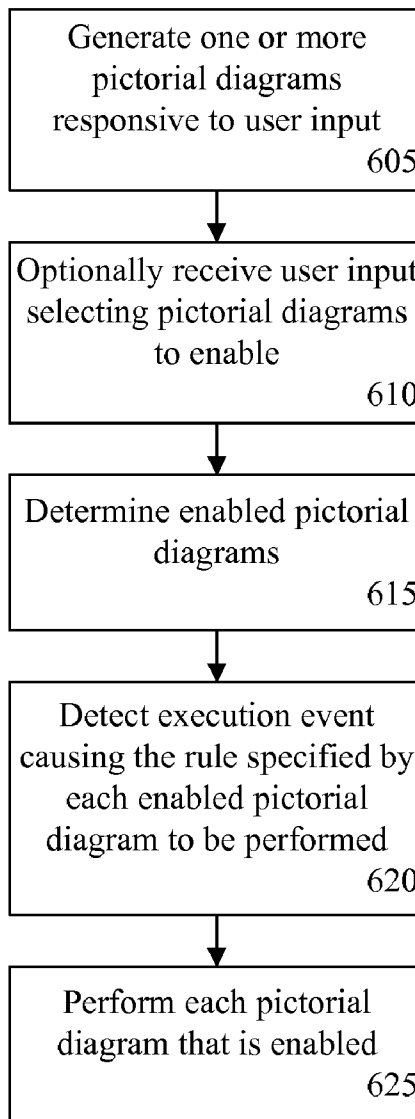 Generate one or more
pictorial diagrams
responsive to user input
605
Optionally receive user input
selecting pictorial diagrams
to enable
610
Determine enabled pictorial
diagrams
615
Detect execution event
causing the rule specified by
each enabled pictorial
diagram to be performed
620
Perform each pictorial
diagram that is enabled
625